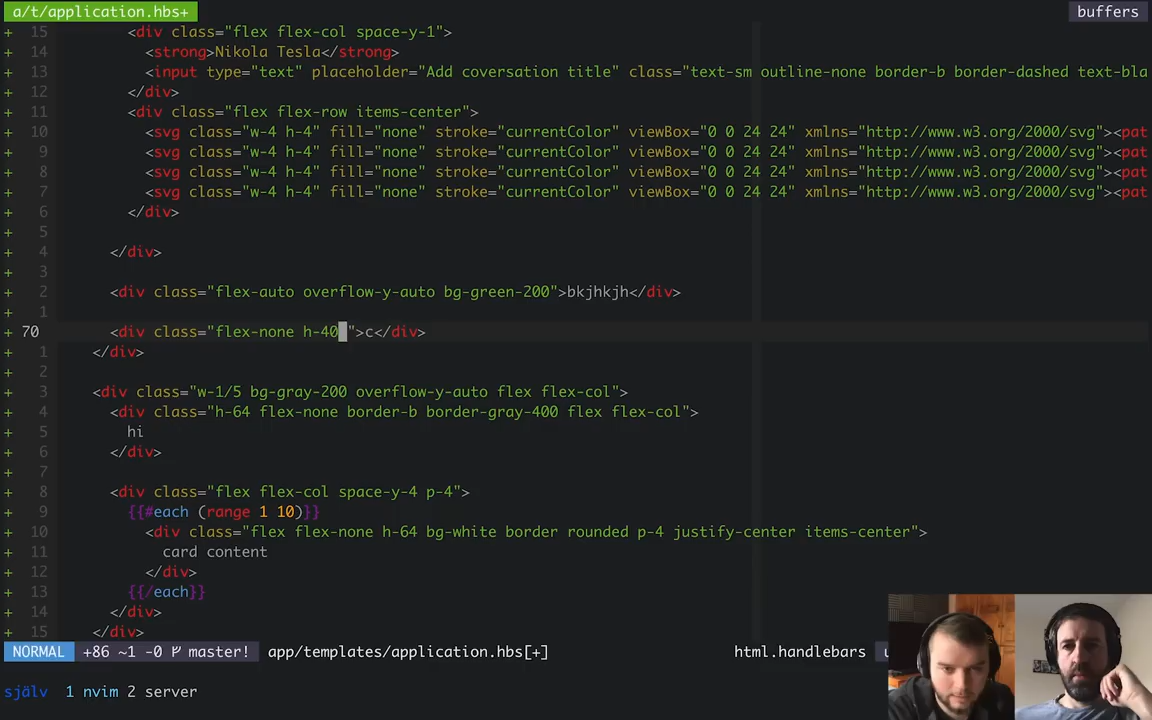 a/t/application.hbs+ buffers
+ 15 <div class="flex flex-col space-y-1">
+ 14 <strong>Nikola Tesla</strong>
+ 13 <input type="text" placeholder="Add coversation title" class="text-sm outline-none border-b border-dashed text-bla
+ 12 </div>
+ 11 <div class="flex flex-row items-center">
+ 10 <svg class="w-4 h-4" fill="none" stroke="currentColor" viewBox="0 0 24 24" xmlns="http://www.w3.org/2000/svg"><pat
+ 9 <svg class="w-4 h-4" fill="none" stroke="currentColor" viewBox="0 0 24 24" xmlns="http://www.w3.org/2000/svg"><pat
+ 8 <svg class="w-4 h-4" fill="none" stroke="currentColor" viewBox="0 0 24 24" xmlns="http://www.w3.org/2000/svg"><pat
+ 7 <svg class="w-4 h-4" fill="none" stroke="currentColor" viewBox="0 0 24 24" xmlns="http://www.w3.org/2000/svg"><pat
+ 6 </div>
+ 5
+ 4 </div>
+ 3
+ 2 <div class="flex-auto overflow-y-auto bg-green-200">bkjhkjh</div>
+ 1
+ 70 <div class="flex-none h-40 ">c</div>
+ 1 </div>
+ 2
+ 3 <div class="w-1/5 bg-gray-200 overflow-y-auto flex flex-col">
+ 4 <div class="h-64 flex-none border-b border-gray-400 flex flex-col">
+ 5 hi
+ 6 </div>
+ 7
+ 8 <div class="flex flex-col space-y-4 p-4">
+ 9 {{#each (range 1 10)}}
+ 10 <div class="flex flex-none h-64 bg-white border rounded p-4 justify-center items-center">
+ 11 card content
+ 12 </div>
+ 13 {{/each}}
+ 14 </div>
+ 15 </div>
NORMAL +86 ~1 -0 master! app/templates/application.hbs[+] html.handlebars
själv 1 nvim 2 server